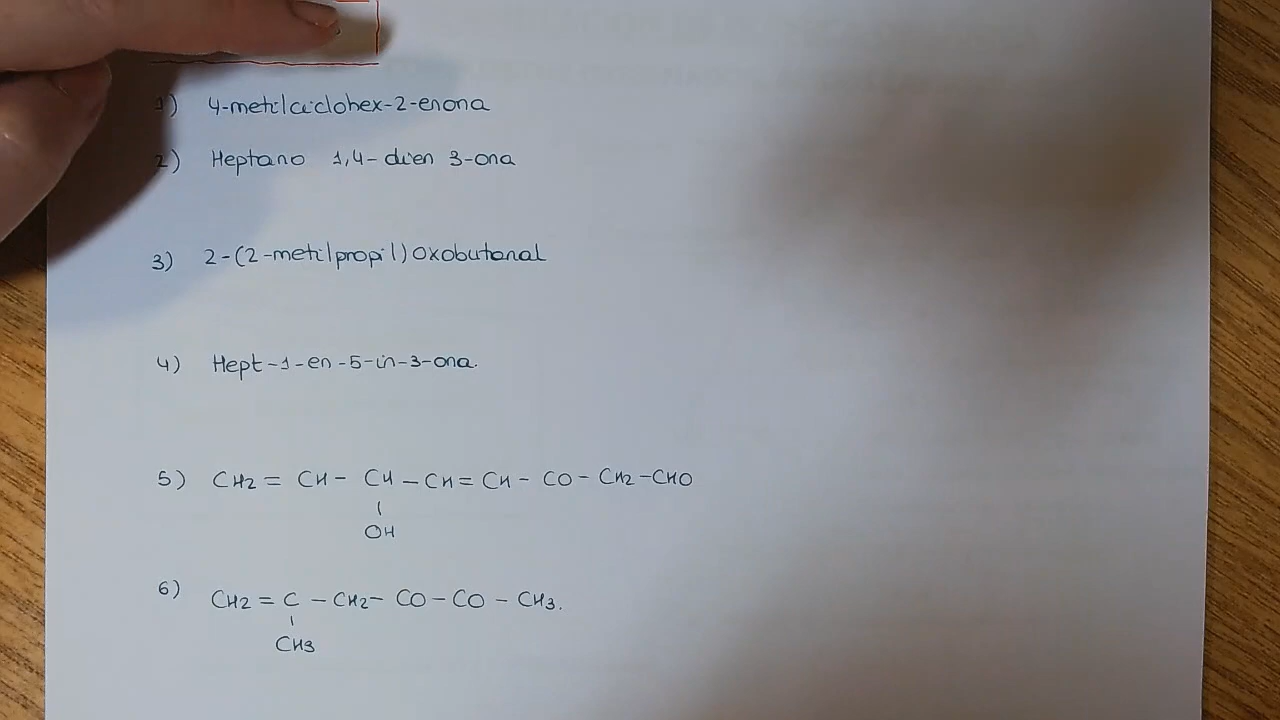 1) 4-metilciclohex-2-enona
2) Heptano 1,4-dien 3-ona
3) 2-(2-metilpropil)oxobutanal
4) Hept-1-en-5-in-3-ona.
5) CH2 = CH - CH - CH = CH - CO - CH2 - CHO
OH
6) CH2 = C - CH2 - CO - CO - CH3.
CH3